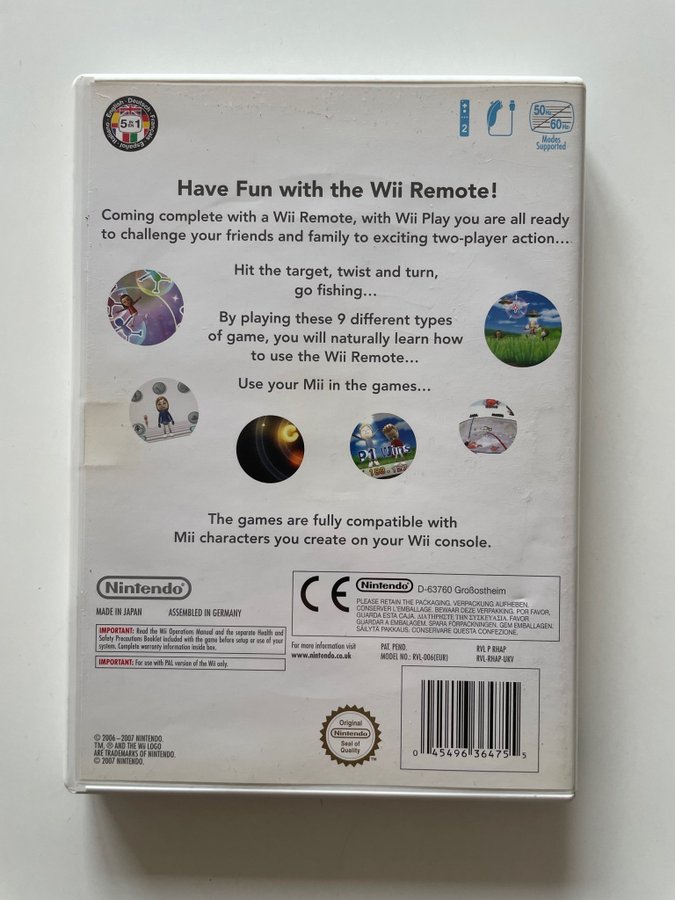 English · Deutsch · Français · Español · Italiano
5 in 1
2
50Hz
60Hz
Modes
Supported
Have Fun with the Wii Remote!
Coming complete with a Wii Remote, with Wii Play you are all ready
to challenge your friends and family to exciting two-player action…
Hit the target, twist and turn,
go fishing…
By playing these 9 different types
of game, you will naturally learn how
to use the Wii Remote…
Use your Mii in the games…
P1 Wins
The games are fully compatible with
Mii characters you create on your Wii console.
Nintendo®
MADE IN JAPAN ASSEMBLED IN GERMANY
IMPORTANT: Read the Wii Operations Manual and the separate Health and
Safety Precautions Booklet included with the game before setup or use of your
system. Complete warranty information inside box.
IMPORTANT: For use with PAL version of the Wii only.
CE Nintendo® D-63760 Großostheim
PLEASE RETAIN THE PACKAGING. VERPACKUNG AUFHEBEN.
CONSERVER L'EMBALLAGE. BEWAAR DEZE VERPAKKING. POR FAVOR,
GUARDA ESTA CAJA. ΔΙΑΤΗΡΗΣΤΕ ΤΗΝ ΣΥΣΚΕΥΑΣΙΑ. FAVOR
GUARDAR A EMBALAGEM. SPARA FÖRPACKNINGEN. GEM EMBALLAGEN.
SÄILYTÄ PAKKAUS. CONSERVARE QUESTA CONFEZIONE.
For more information visit
www.nintendo.co.uk
PAT. PEND.
MODEL NO.: RVL-006(EUR)
RVL P RHAP
RVL-RHAP-UKV
© 2006–2007 NINTENDO.
TM, ® AND THE Wii LOGO
ARE TRADEMARKS OF NINTENDO.
© 2007 NINTENDO.
Original
Nintendo®
Seal of
Quality
TM
0 45496 36475 5